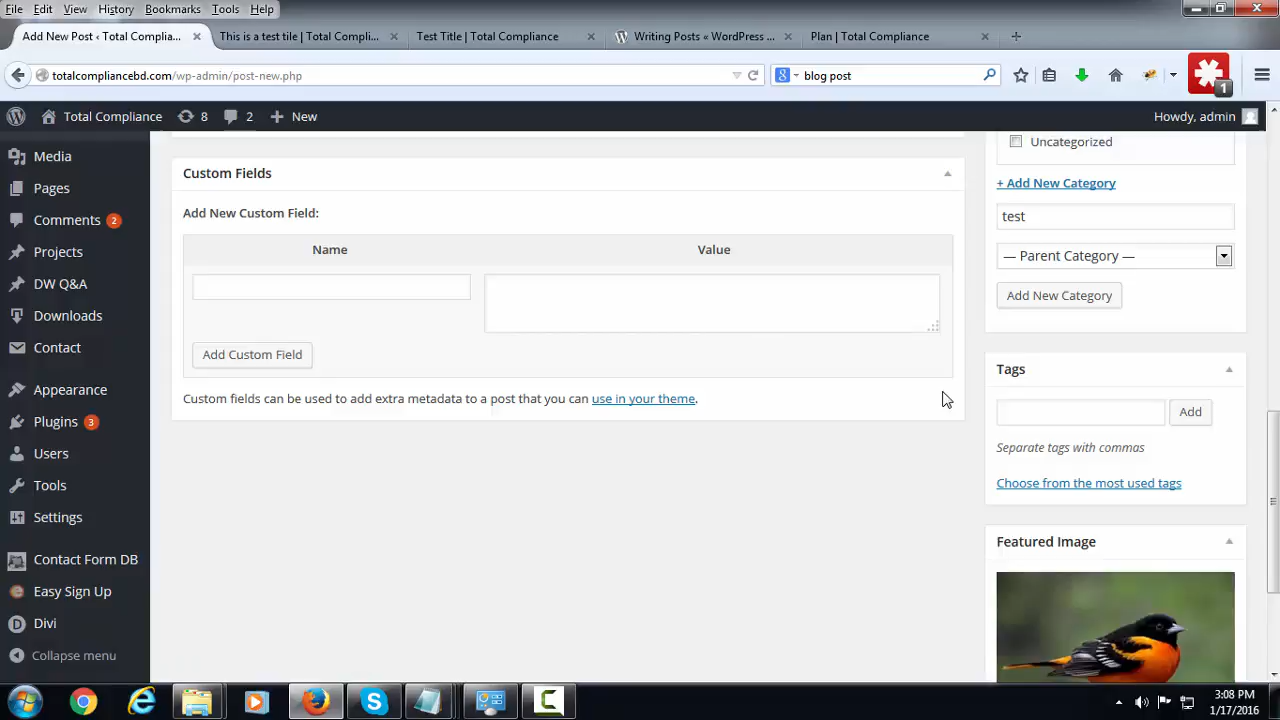 File Edit View History Bookmarks Tools Help
Add New Post ‹ Total Complia... × This is a test tile | Total Compli... × Test Title | Total Compliance × Writing Posts « WordPress ... × Plan | Total Compliance × +
totalcompliancebd.com/wp-admin/post-new.php blog post 1
Total Compliance 8 2 + New Howdy, admin
Media
Pages
Comments 2
Projects
DW Q&A
Downloads
Contact
Appearance
Plugins 3
Users
Tools
Settings
Contact Form DB
Easy Sign Up
Divi
Collapse menu
Custom Fields
Add New Custom Field:
Name Value
Add Custom Field
Custom fields can be used to add extra metadata to a post that you can use in your theme.
Uncategorized
+ Add New Category
test
— Parent Category —
Add New Category
Tags
Add
Separate tags with commas
Choose from the most used tags
Featured Image
3:08 PM
1/17/2016